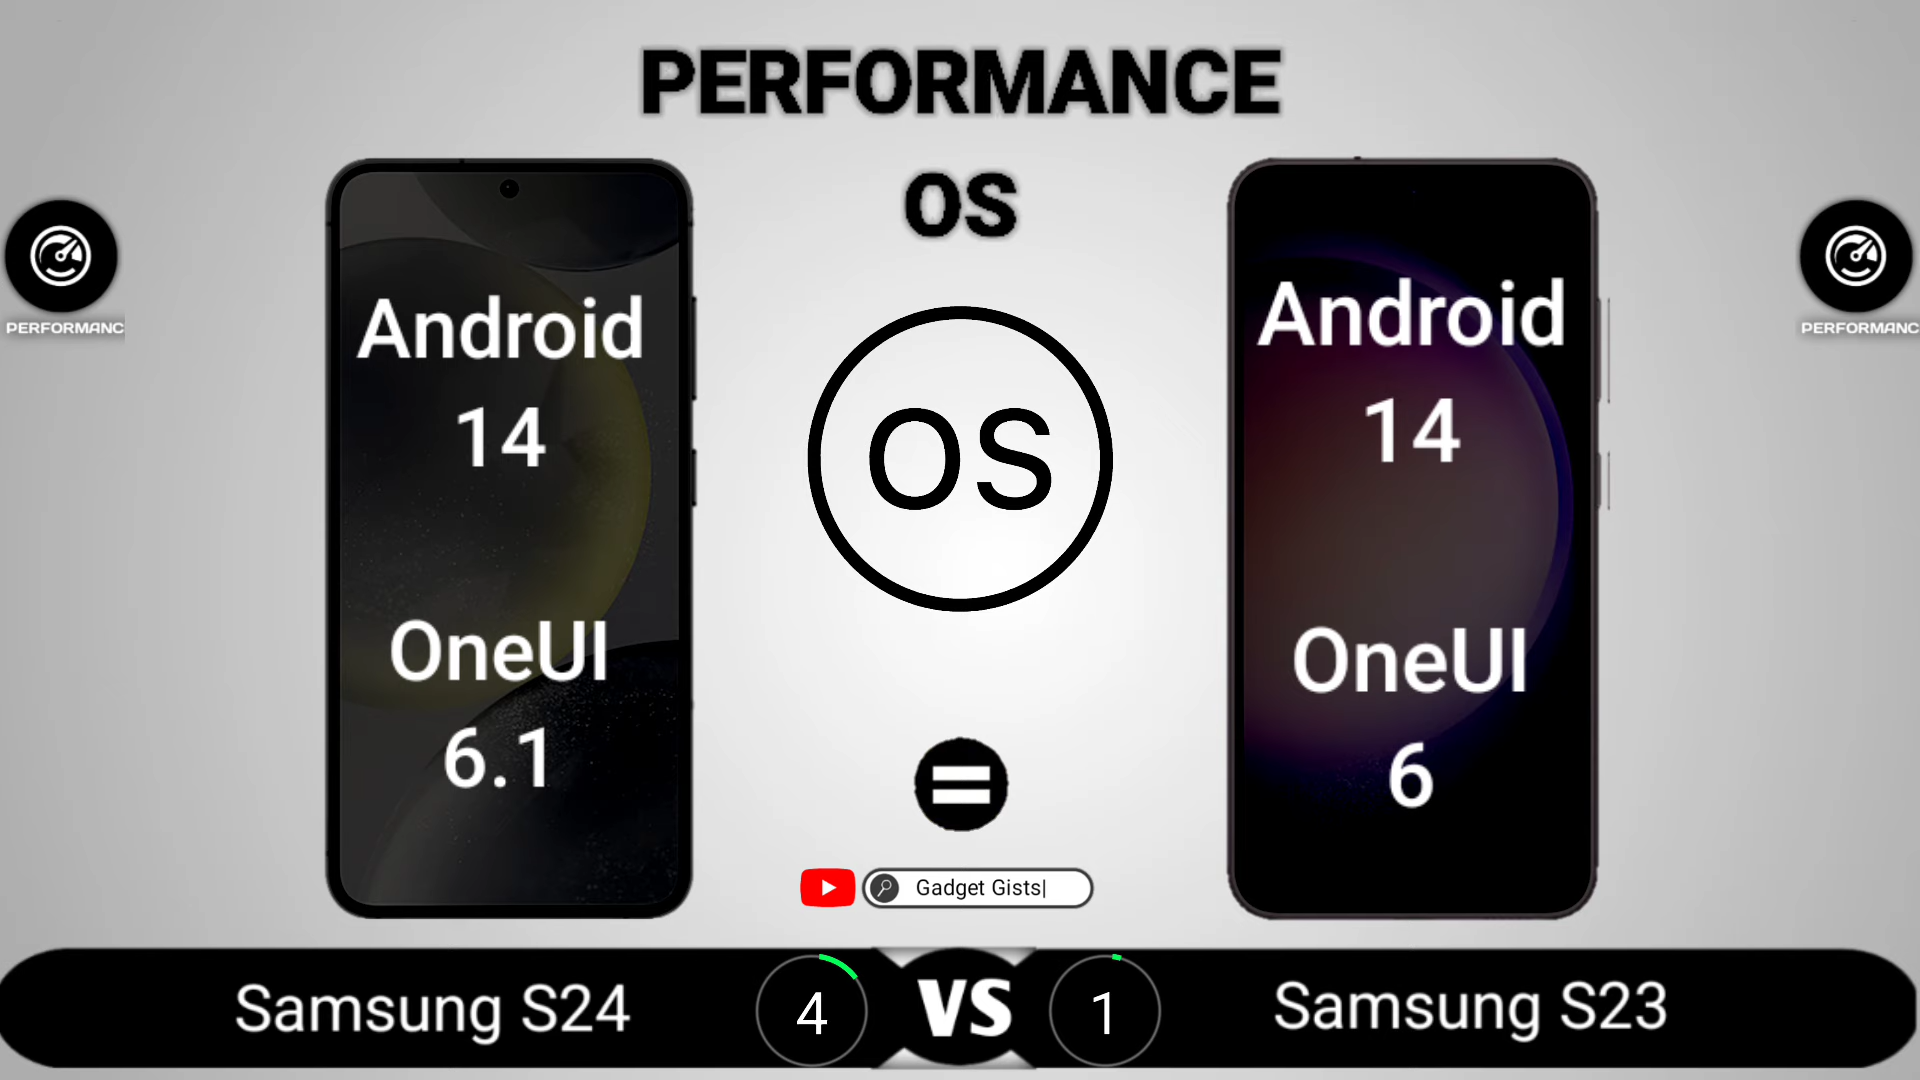 PERFORMANCE
OS
PERFORMANC
Android
14
OneUI
6.1
OS
Android
14
OneUI
6
PERFORMANC
Gadget Gists|
Samsung S24
4
VS
1
Samsung S23